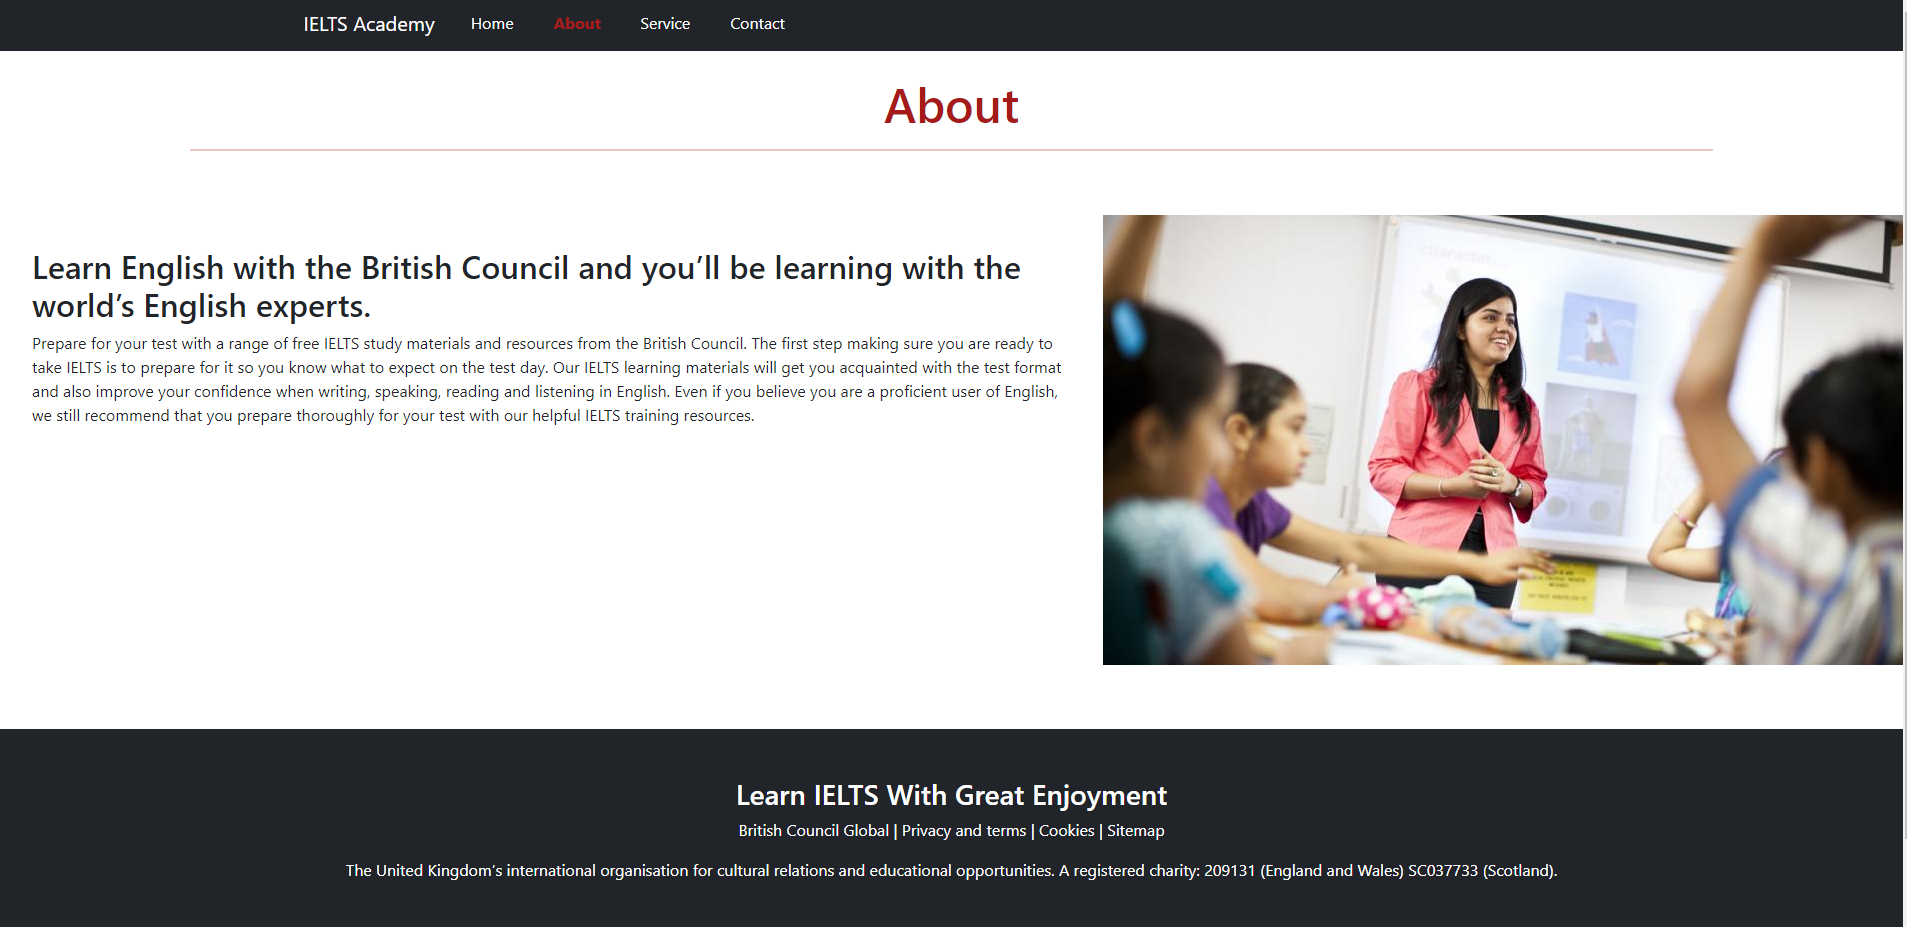 IELTS Academy Home About Service Contact
About
Learn English with the British Council and you’ll be learning with the
world’s English experts.
Prepare for your test with a range of free IELTS study materials and resources from the British Council. The first step making sure you are ready to
take IELTS is to prepare for it so you know what to expect on the test day. Our IELTS learning materials will get you acquainted with the test format
and also improve your confidence when writing, speaking, reading and listening in English. Even if you believe you are a proficient user of English,
we still recommend that you prepare thoroughly for your test with our helpful IELTS training resources.
character...
Learn IELTS With Great Enjoyment
British Council Global | Privacy and terms | Cookies | Sitemap
The United Kingdom’s international organisation for cultural relations and educational opportunities. A registered charity: 209131 (England and Wales) SC037733 (Scotland).